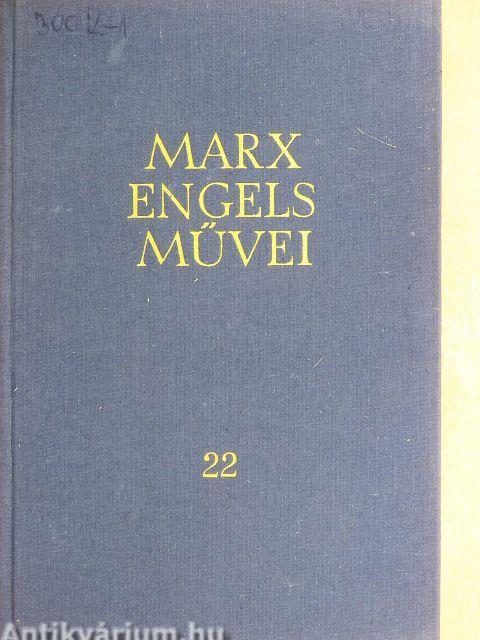 MARX
ENGELS
MŰVEI
22
Antikvárium.hu